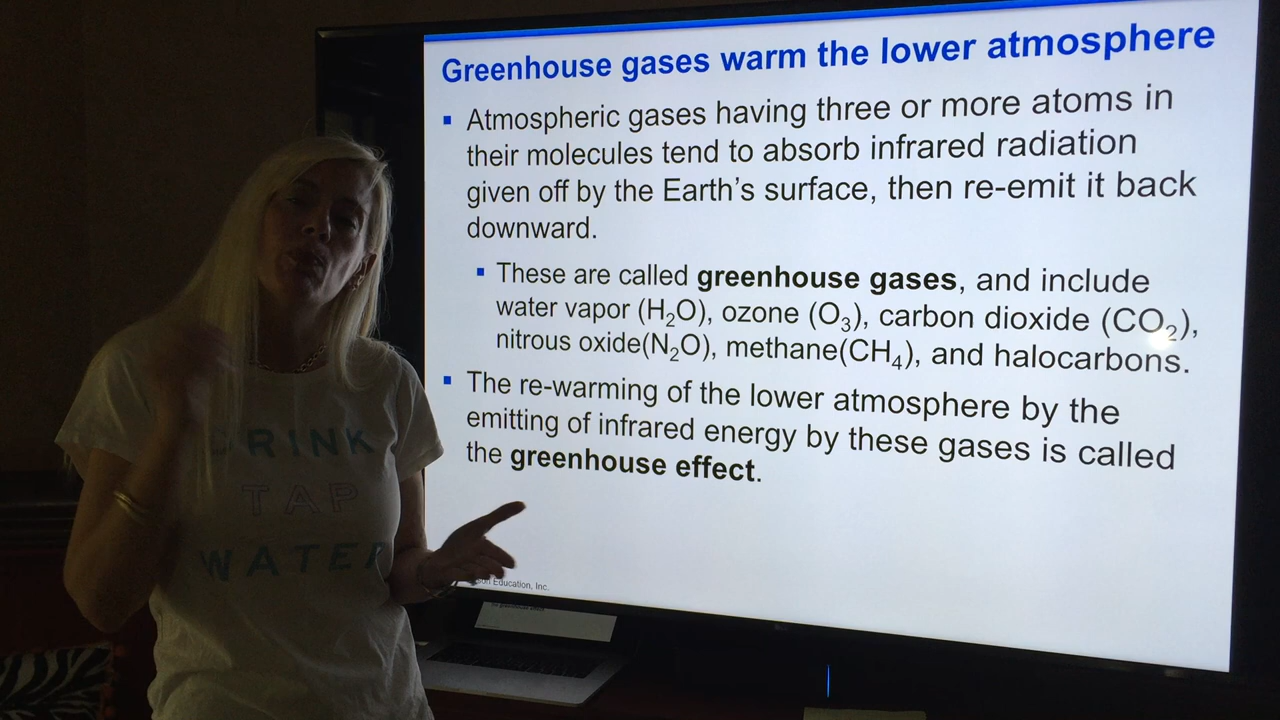 Greenhouse gases warm the lower atmosphere
▪ Atmospheric gases having three or more atoms in
their molecules tend to absorb infrared radiation
given off by the Earth's surface, then re-emit it back
downward.
▪ These are called greenhouse gases, and include
water vapor (H₂O), ozone (O₃), carbon dioxide (CO₂),
nitrous oxide(N₂O), methane(CH₄), and halocarbons.
▪ The re-warming of the lower atmosphere by the
emitting of infrared energy by these gases is called
the greenhouse effect.
Education, Inc.
DRINK
TAP
WATER